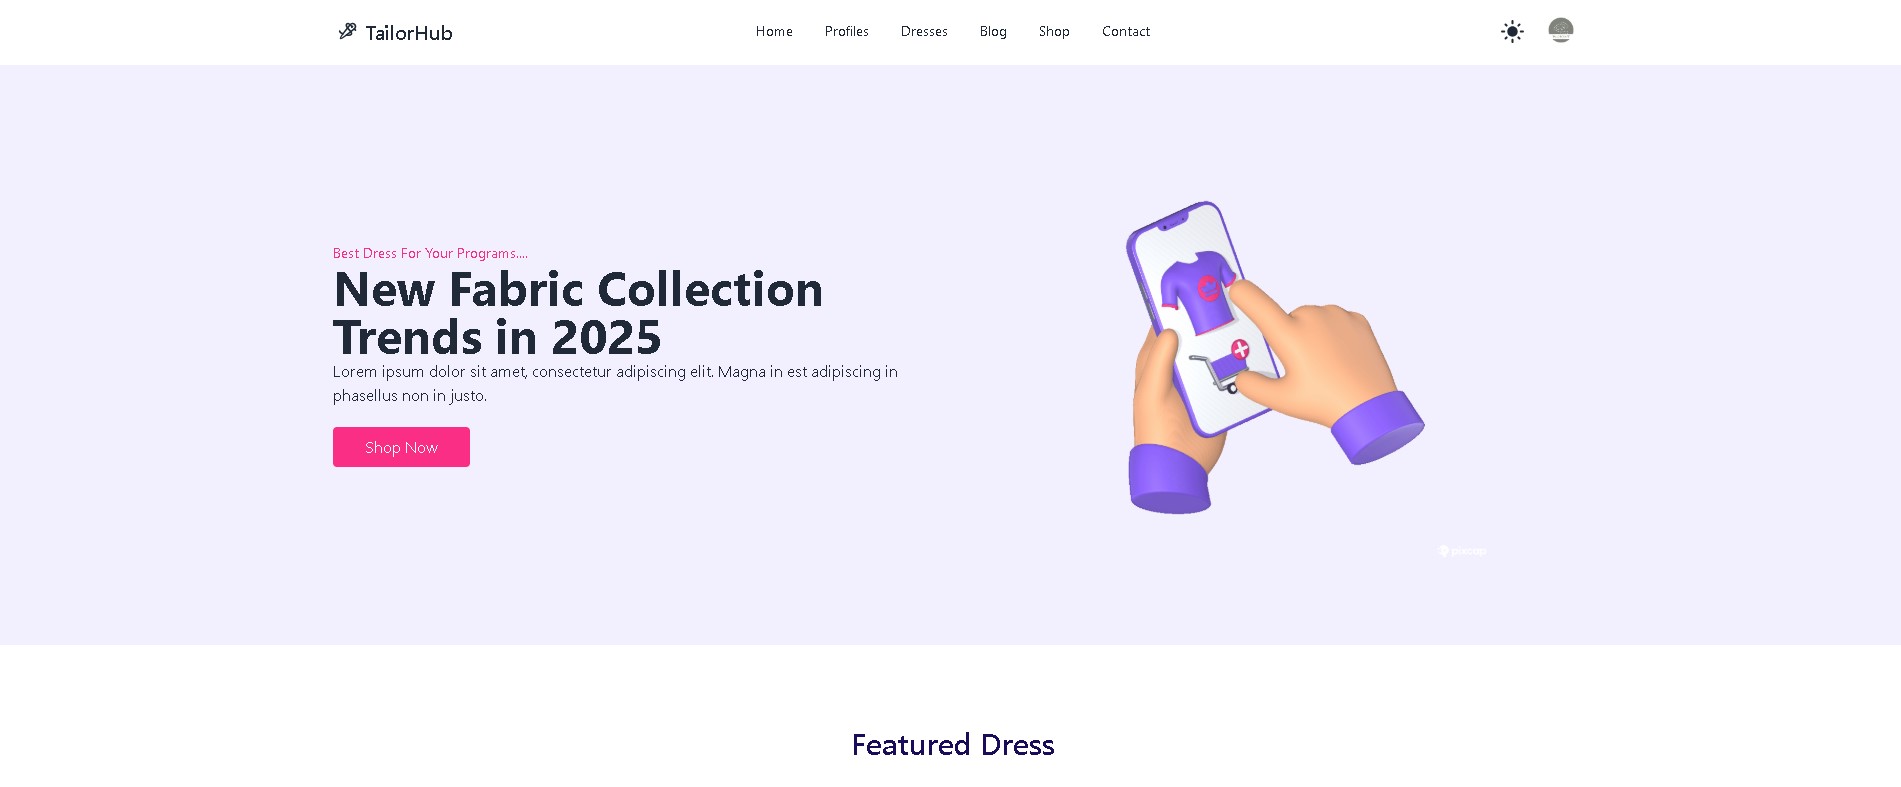 TailorHub
Home Profiles Dresses Blog Shop Contact
Best Dress For Your Programs....
New Fabric Collection
Trends in 2025
Lorem ipsum dolor sit amet, consectetur adipiscing elit. Magna in est adipiscing in
phasellus non in justo.
Shop Now
Featured Dress